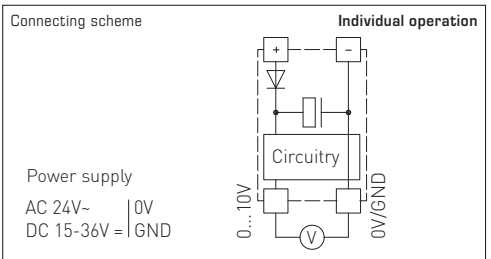 Connecting scheme
Individual operation
+ −
Circuitry
Power supply
AC 24V~ | 0V
DC 15-36V = | GND
0...10V
0V/GND
V